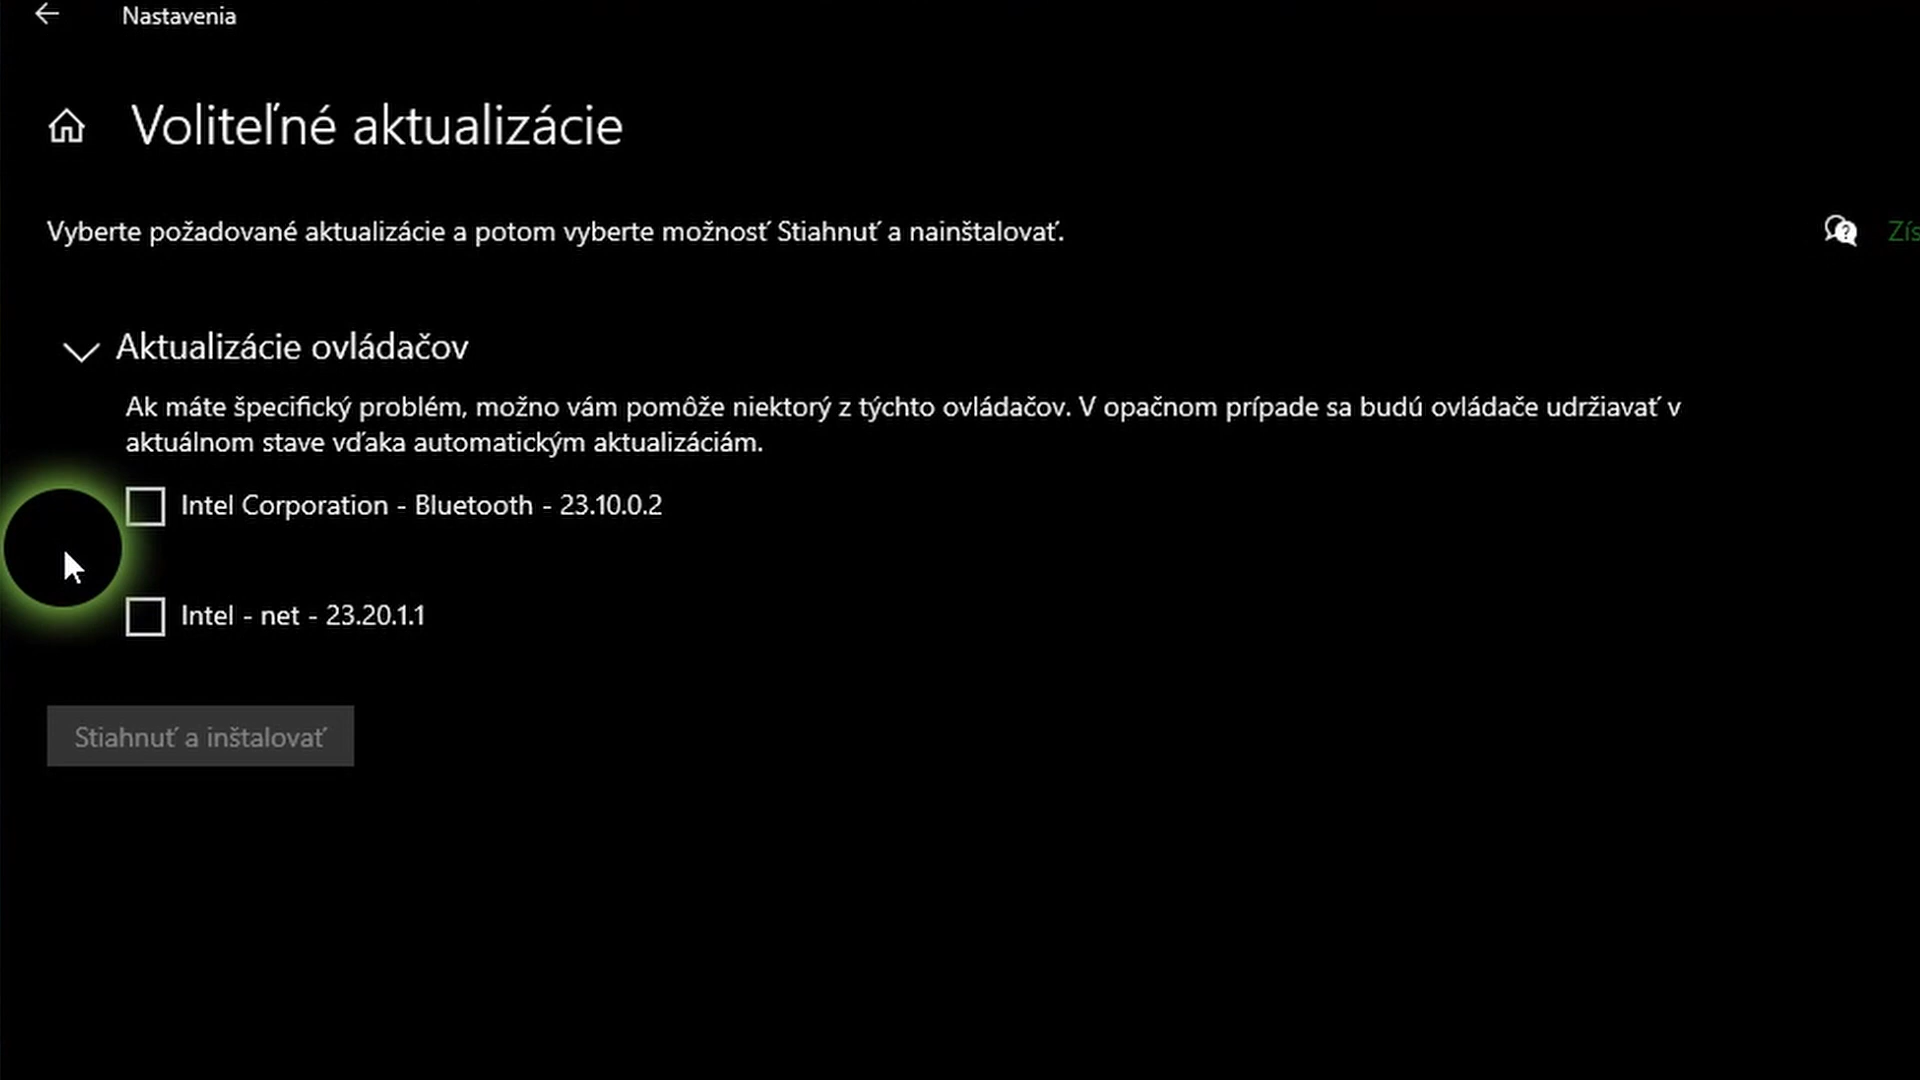 Nastavenia
Voliteľné aktualizácie
Vyberte požadované aktualizácie a potom vyberte možnosť Stiahnuť a nainštalovať.
Aktualizácie ovládačov
Ak máte špecifický problém, možno vám pomôže niektorý z týchto ovládačov. V opačnom prípade sa budú ovládače udržiavať v
aktuálnom stave vďaka automatickým aktualizáciám.
Intel Corporation - Bluetooth - 23.10.0.2
Intel - net - 23.20.1.1
Stiahnuť a inštalovať